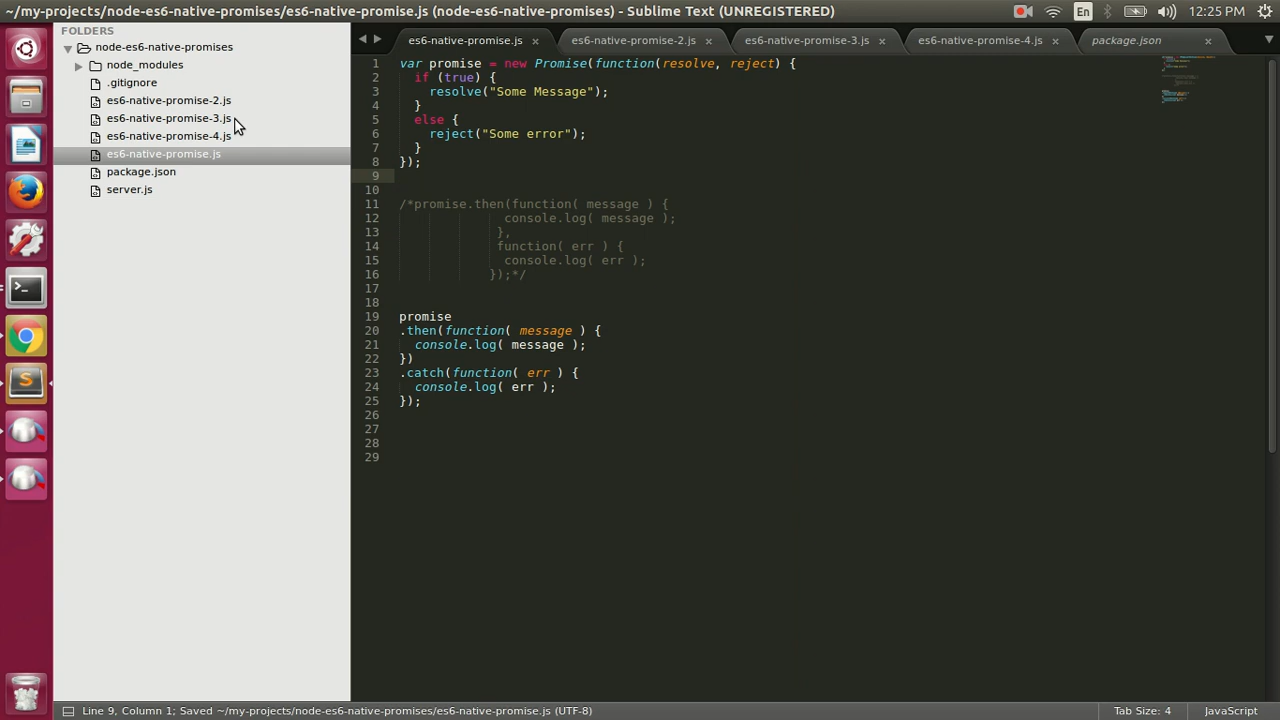 ~/my-projects/node-es6-native-promises/es6-native-promise.js (node-es6-native-promises) - Sublime Text (UNREGISTERED)
En
12:25 PM
FOLDERS
node-es6-native-promises
node_modules
.gitignore
es6-native-promise-2.js
es6-native-promise-3.js
es6-native-promise-4.js
es6-native-promise.js
package.json
server.js
es6-native-promise.js × es6-native-promise-2.js × es6-native-promise-3.js × es6-native-promise-4.js × package.json ×
1 var promise = new Promise(function(resolve, reject) {
2 if (true) {
3 resolve("Some Message");
4 }
5 else {
6 reject("Some error");
7 }
8 });
9
10
11 /*promise.then(function( message ) {
12 console.log( message );
13 },
14 function( err ) {
15 console.log( err );
16 });*/
17
18
19 promise
20 .then(function( message ) {
21 console.log( message );
22 })
23 .catch(function( err ) {
24 console.log( err );
25 });
26
27
28
29
Line 9, Column 1; Saved ~/my-projects/node-es6-native-promises/es6-native-promise.js (UTF-8)
Tab Size: 4
JavaScript